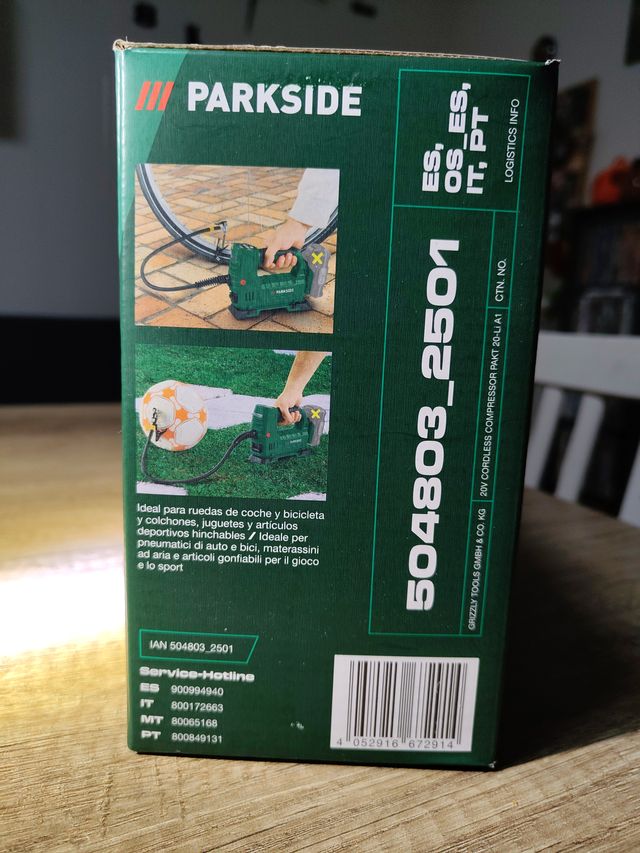 PARKSIDE
ES,
OS_ES,
IT, PT
LOGISTICS INFO
504803_2501
CTN. NO.
20V CORDLESS COMPRESSOR PAKT 20-Li A1
GRIZZLY TOOLS GMBH & CO. KG
PARKSIDE
Ideal para ruedas de coche y bicicleta
y colchones, juguetes y artículos
deportivos hinchables / Ideale per
pneumatici di auto e bici, materassini
ad aria e articoli gonfiabili per il gioco
e lo sport
IAN 504803_2501
Service-Hotline
ES 900994940
IT 800172663
MT 80065168
PT 800849131
4 052916 672914